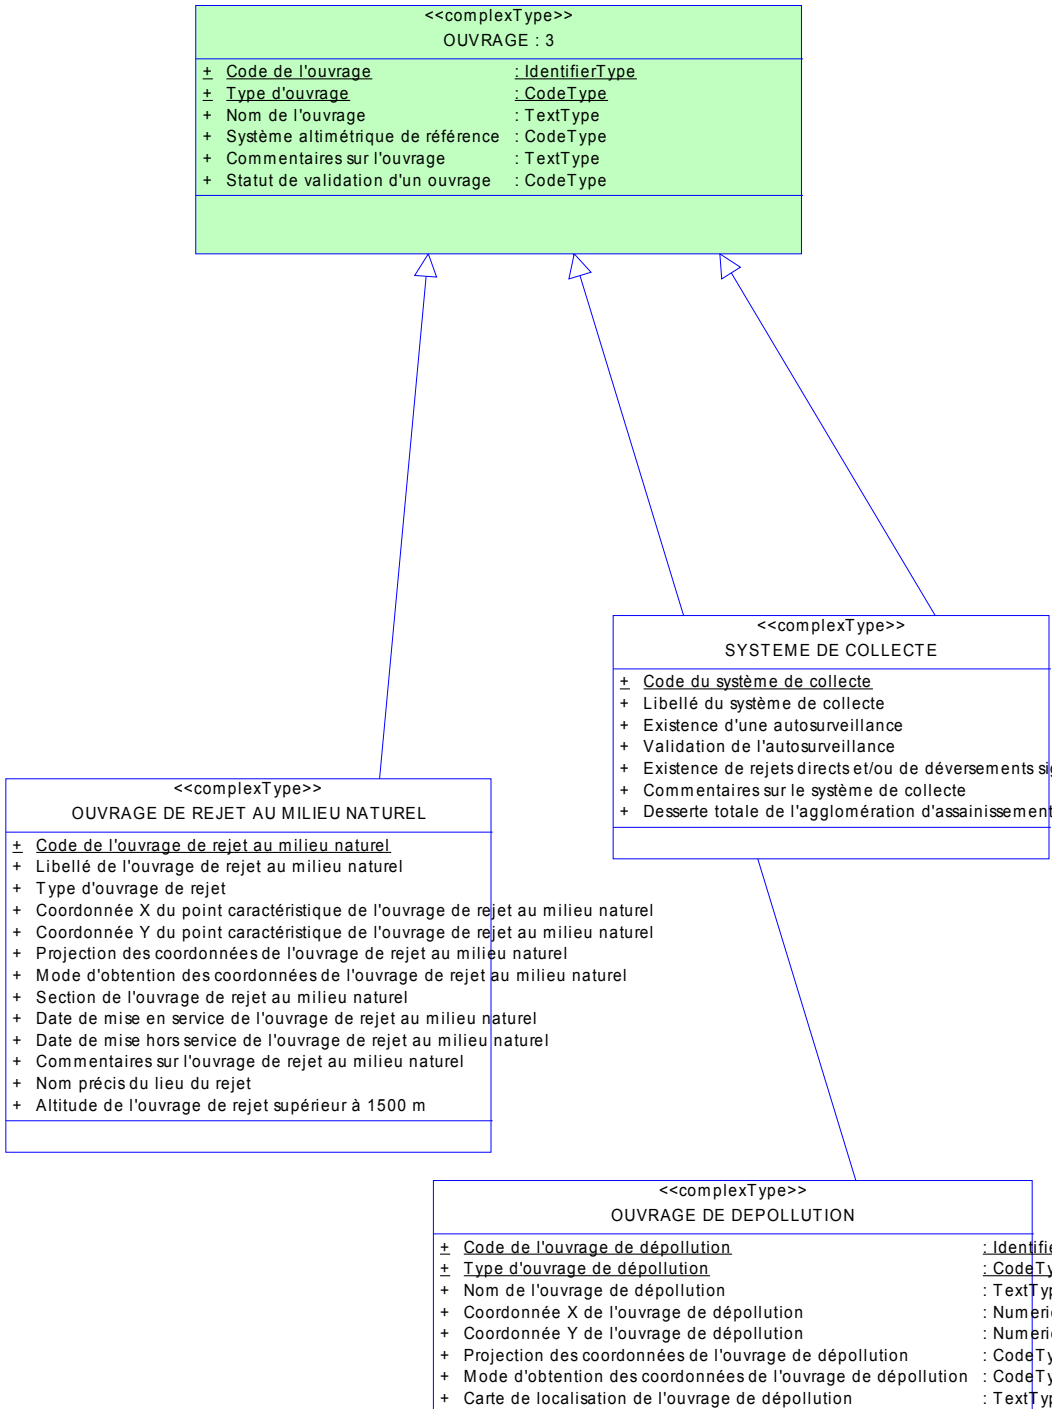 <<complexType>>
OUVRAGE : 3
+ Code de l'ouvrage : IdentifierType
+ Type d'ouvrage : CodeType
+ Nom de l'ouvrage : TextType
+ Système altimétrique de référence : CodeType
+ Commentaires sur l'ouvrage : TextType
+ Statut de validation d'un ouvrage : CodeType
<<complexType>>
SYSTEME DE COLLECTE
+ Code du système de collecte
+ Libellé du système de collecte
+ Existence d'une autosurveillance
+ Validation de l'autosurveillance
+ Existence de rejets directs et/ou de déversements
+ Commentaires sur le système de collecte
+ Desserte totale de l'agglomération d'assainissement
<<complexType>>
OUVRAGE DE REJET AU MILIEU NATUREL
+ Code de l'ouvrage de rejet au milieu naturel
+ Libellé de l'ouvrage de rejet au milieu naturel
+ Type d'ouvrage de rejet
+ Coordonnée X du point caractéristique de l'ouvrage de rejet au milieu naturel
+ Coordonnée Y du point caractéristique de l'ouvrage de rejet au milieu naturel
+ Projection des coordonnées de l'ouvrage de rejet au milieu naturel
+ Mode d'obtention des coordonnées de l'ouvrage de rejet au milieu naturel
+ Section de l'ouvrage de rejet au milieu naturel
+ Date de mise en service de l'ouvrage de rejet au milieu naturel
+ Date de mise hors service de l'ouvrage de rejet au milieu naturel
+ Commentaires sur l'ouvrage de rejet au milieu naturel
+ Nom précis du lieu du rejet
+ Altitude de l'ouvrage de rejet supérieur à 1500 m
<<complexType>>
OUVRAGE DE DEPOLLUTION
+ Code de l'ouvrage de dépollution :
+ Type d'ouvrage de dépollution :
+ Nom de l'ouvrage de dépollution :
+ Coordonnée X de l'ouvrage de dépollution :
+ Coordonnée Y de l'ouvrage de dépollution :
+ Projection des coordonnées de l'ouvrage de dépollution :
+ Mode d'obtention des coordonnées de l'ouvrage de dépollution :
+ Carte de localisation de l'ouvrage de dépollution :